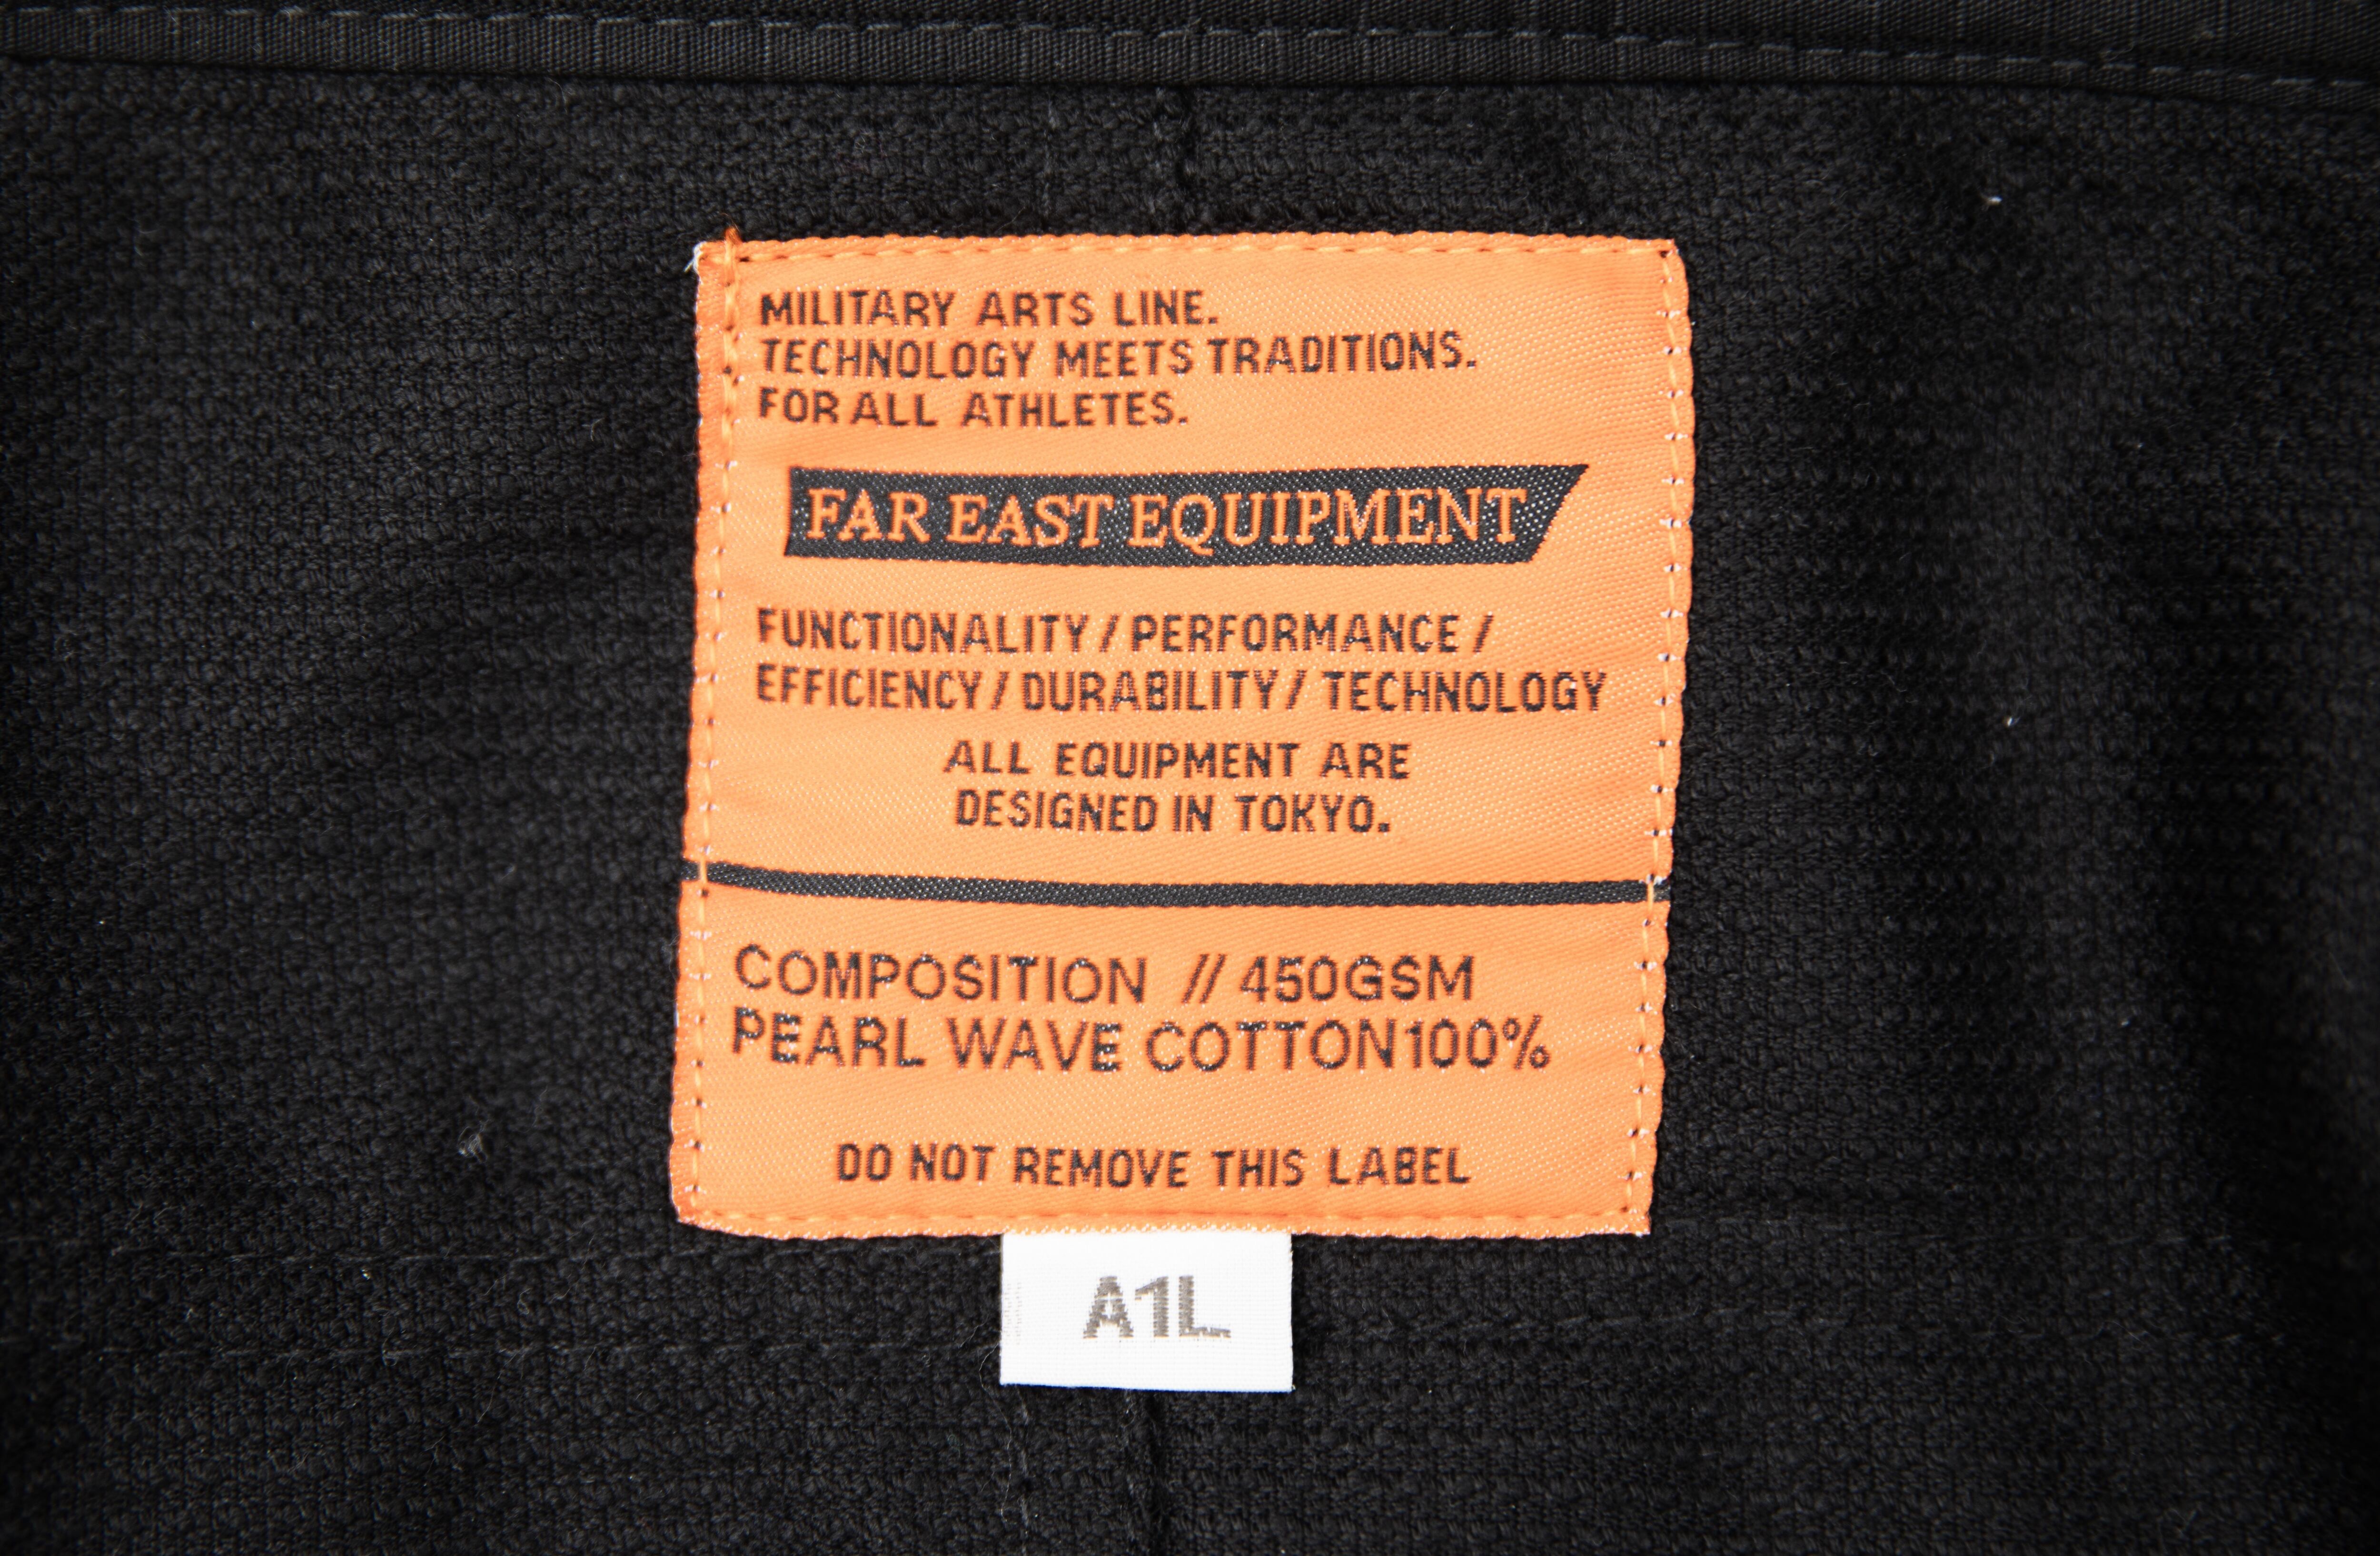 MILITARY ARTS LINE.
TECHNOLOGY MEETS TRADITIONS.
FOR ALL ATHLETES.
FAR EAST EQUIPMENT
FUNCTIONALITY / PERFORMANCE /
EFFICIENCY / DURABILITY / TECHNOLOGY
ALL EQUIPMENT ARE
DESIGNED IN TOKYO.
COMPOSITION // 450GSM
PEARL WAVE COTTON100%
DO NOT REMOVE THIS LABEL
A1L